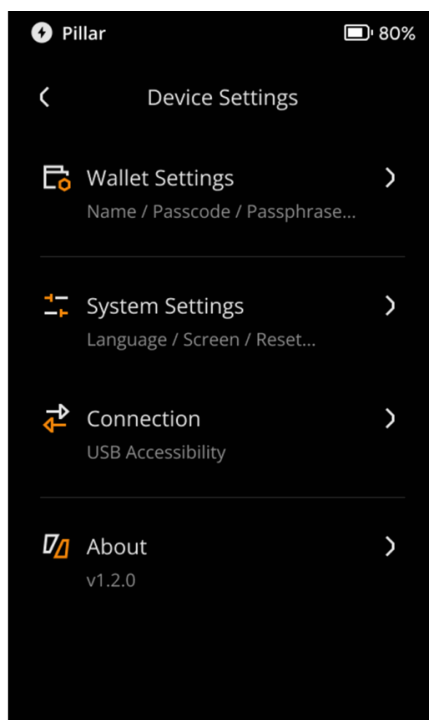 Pillar 80%
Device Settings
Wallet Settings
Name / Passcode / Passphrase...
System Settings
Language / Screen / Reset...
Connection
USB Accessibility
About
v1.2.0